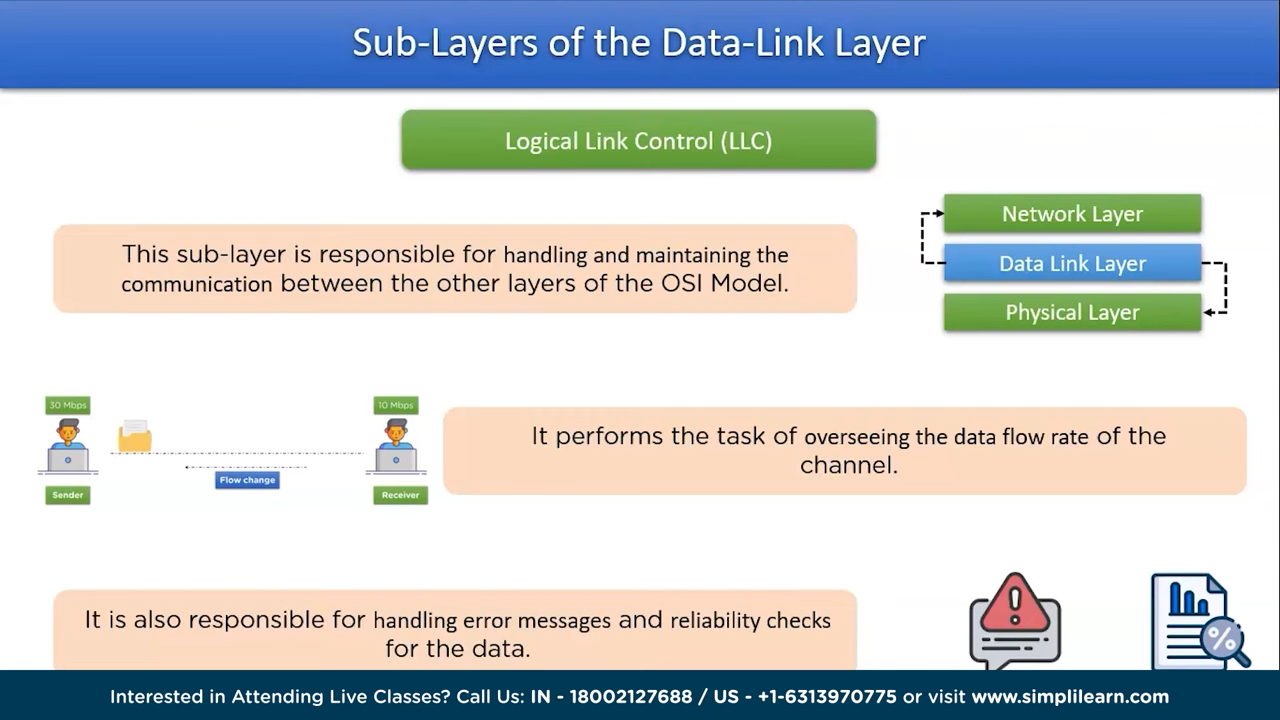 Sub-Layers of the Data-Link Layer
Logical Link Control (LLC)
This sub-layer is responsible for handling and maintaining the
communication between the other layers of the OSI Model.
Network Layer
Data Link Layer
Physical Layer
30 Mbps
10 Mbps
Flow change
Sender
Receiver
It performs the task of overseeing the data flow rate of the
channel.
It is also responsible for handling error messages and reliability checks
for the data.
Interested in Attending Live Classes? Call Us: IN - 18002127688 / US - +1-6313970775 or visit www.simplilearn.com